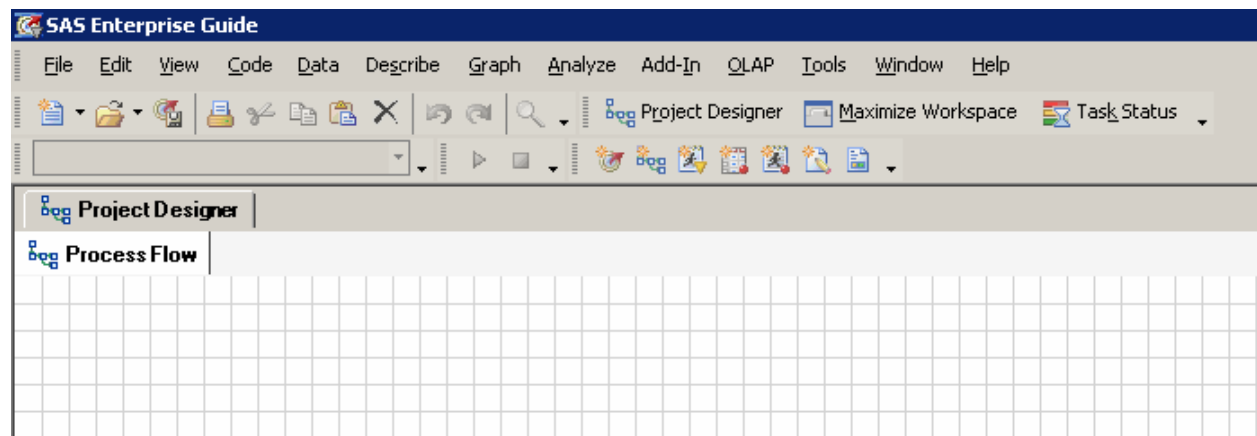 SAS Enterprise Guide
File Edit View Code Data Describe Graph Analyze Add-In OLAP Tools Window Help
Project Designer Maximize Workspace Task Status
Project Designer
Process Flow